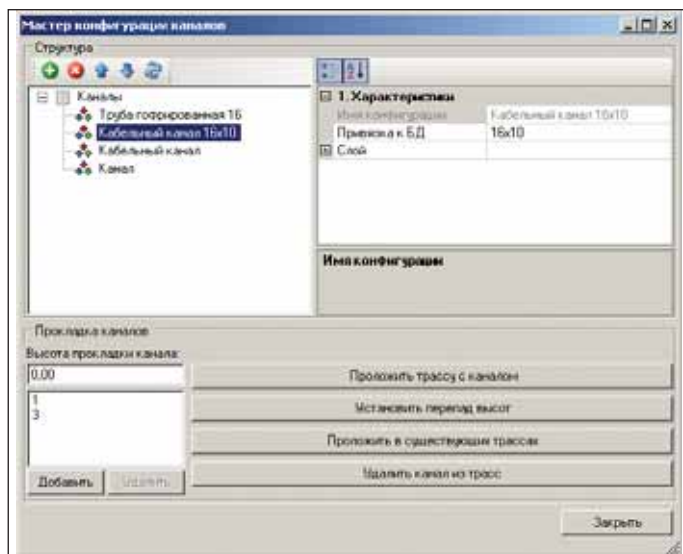 Мастер конфигурации каналов
Структура
Каналы
Труба гофрированная 16
Кабельный канал 16x10
Кабельный канал
Канал
1. Характеристики
Имя конфигурации Кабельный канал 16x10
Привязка к БД 16x10
Слой
Имя конфигурации
Прокладка каналов
Высота прокладки канала:
0.00
1
3
Добавить Удалить
Проложить трассу с каналом
Установить перепад высот
Проложить в существующих трассах
Удалить канал из трасс
Закрыть